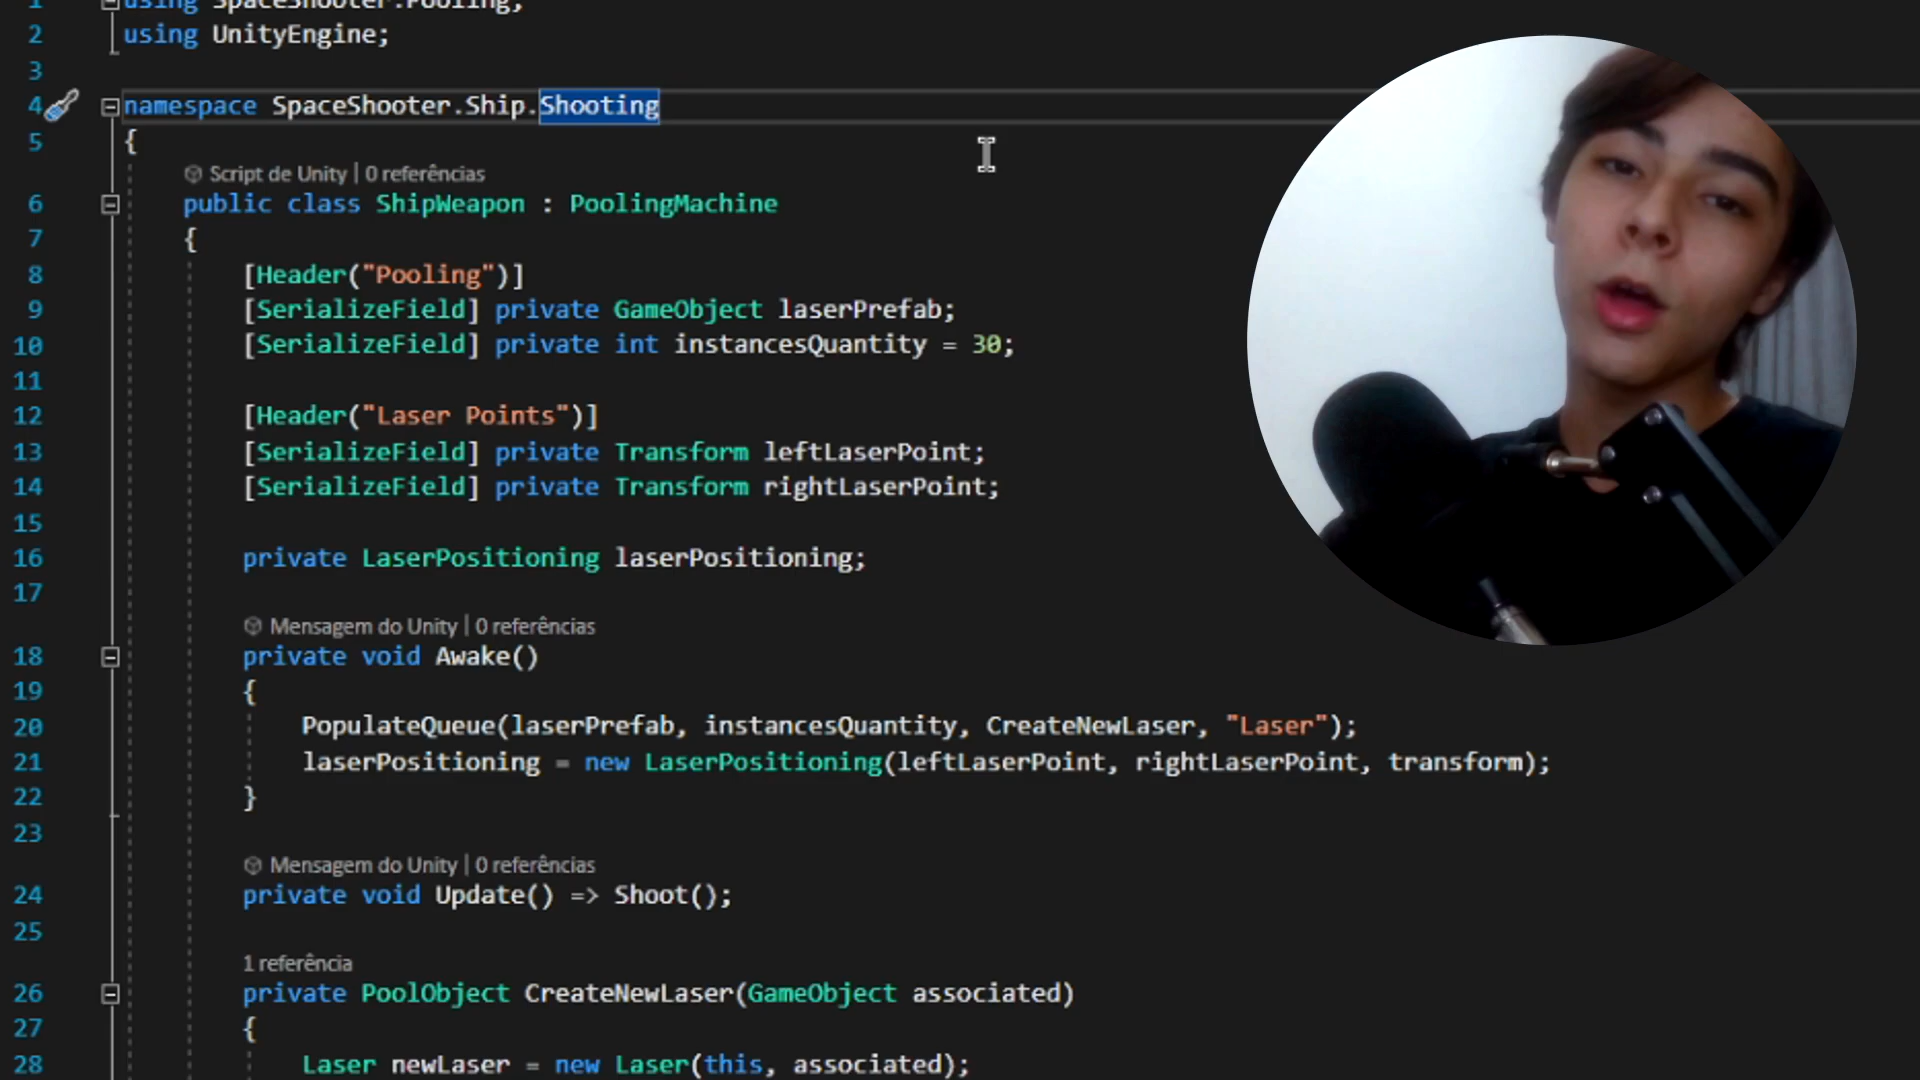 1 using SpaceShooter.Pooling;
2 using UnityEngine;
3
4 namespace SpaceShooter.Ship.Shooting
5 {
Script de Unity | 0 referências
6 public class ShipWeapon : PoolingMachine
7 {
8 [Header("Pooling")]
9 [SerializeField] private GameObject laserPrefab;
10 [SerializeField] private int instancesQuantity = 30;
11
12 [Header("Laser Points")]
13 [SerializeField] private Transform leftLaserPoint;
14 [SerializeField] private Transform rightLaserPoint;
15
16 private LaserPositioning laserPositioning;
17
Mensagem do Unity | 0 referências
18 private void Awake()
19 {
20 PopulateQueue(laserPrefab, instancesQuantity, CreateNewLaser, "Laser");
21 laserPositioning = new LaserPositioning(leftLaserPoint, rightLaserPoint, transform);
22 }
23
Mensagem do Unity | 0 referências
24 private void Update() => Shoot();
25
1 referência
26 private PoolObject CreateNewLaser(GameObject associated)
27 {
28 Laser newLaser = new Laser(this, associated);